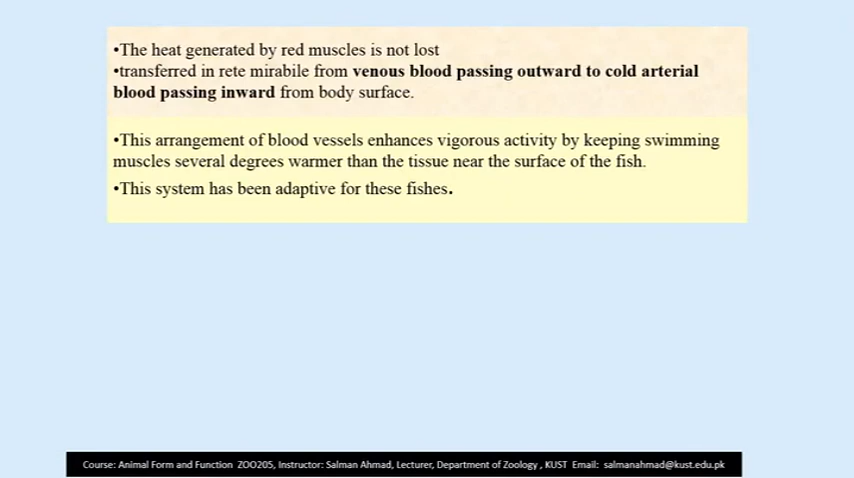 •The heat generated by red muscles is not lost
•transferred in rete mirabile from venous blood passing outward to cold arterial
blood passing inward from body surface.
•This arrangement of blood vessels enhances vigorous activity by keeping swimming
muscles several degrees warmer than the tissue near the surface of the fish.
•This system has been adaptive for these fishes.
Course: Animal Form and Function ZOO205, Instructor: Salman Ahmad, Lecturer, Department of Zoology , KUST Email: salmanahmad@kust.edu.pk